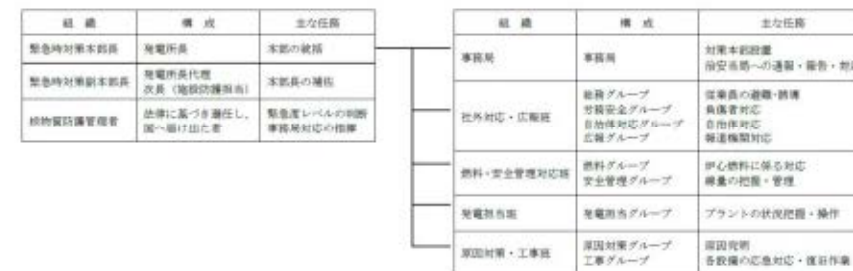 組織 構成 主な任務
緊急時対策本部長 発電所長 本部の統括
緊急時対策副本部長 発電所長代理 本部長の補佐
次長（施設防護担当）
核物質防護管理者 法律に基づき選任し、 緊急度レベルの判断
国へ届け出た者 事務局対応の指揮
組織 構成 主な任務
事務局 事務局 対策本部設置
治安当局への通報・報告・対
社外対応・広報班 総務グループ 従業員の避難・誘導
労務安全グループ 負傷者対応
自治体対応グループ 自治体対応
広報グループ 報道機関対応
燃料・安全管理対応班 燃料グループ 炉心燃料に係る対応
安全管理グループ 線量の把握・管理
発電担当班 発電担当グループ プラントの状況把握・操作
原因対策・工事班 原因対策グループ 原因究明
工事グループ 各設備の応急対応・復旧作業